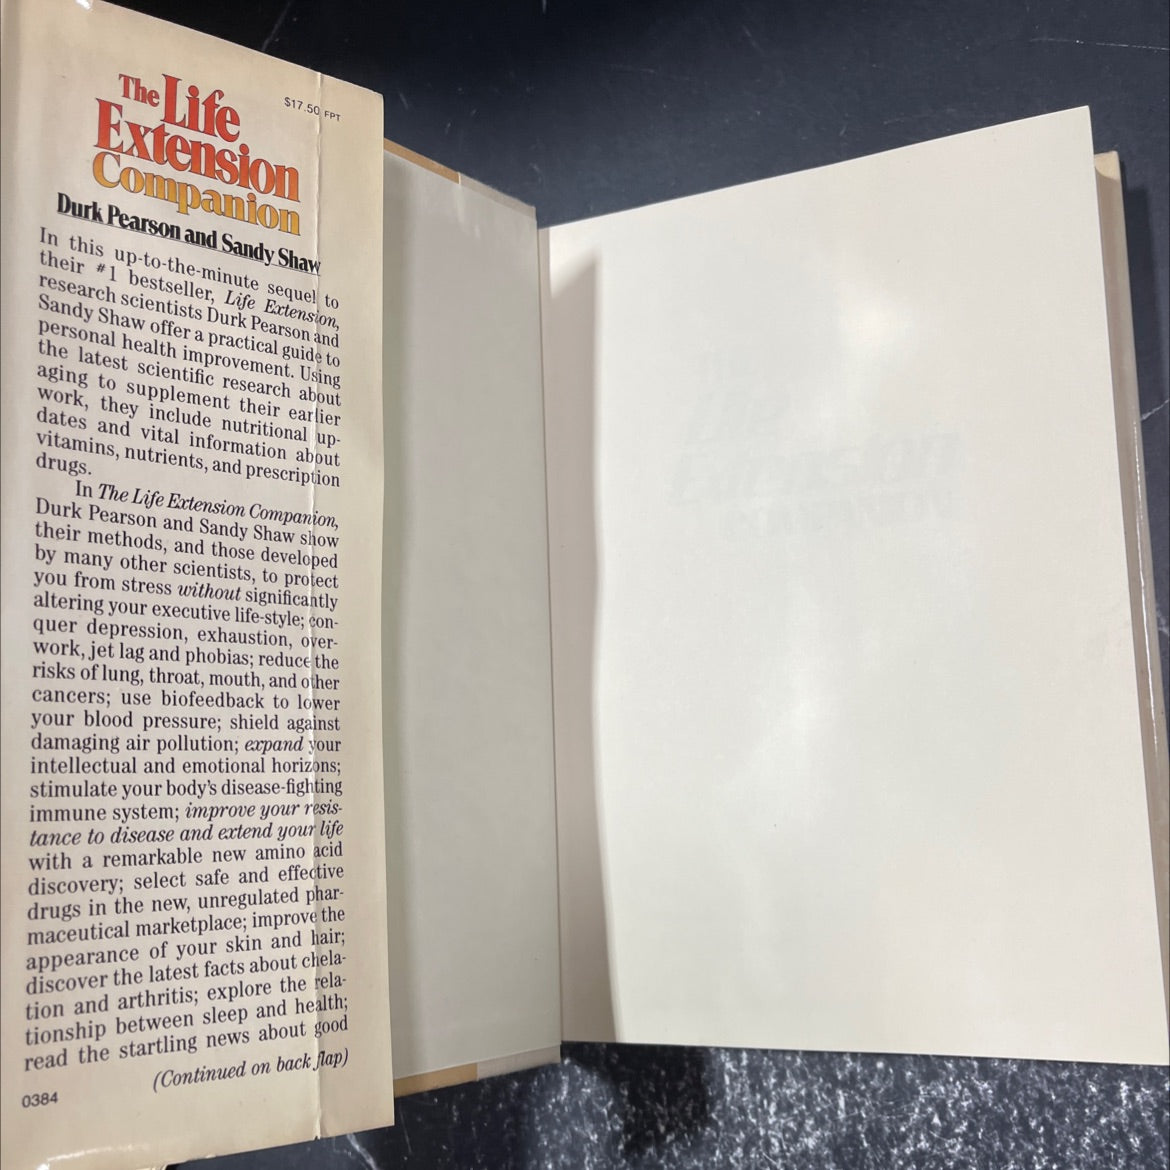 The Life
$17.50 FPT
Extension
Companion
Durk Pearson and Sandy Shaw
In this up-to-the-minute sequel to
their #1 bestseller, Life Extension,
research scientists Durk Pearson and
Sandy Shaw offer a practical guide to
personal health improvement. Using
the latest scientific research about
aging to supplement their earlier
work, they include nutritional up-
dates and vital information about
vitamins, nutrients, and prescription
drugs.
In The Life Extension Companion,
Durk Pearson and Sandy Shaw show
their methods, and those developed
by many other scientists, to protect
you from stress without significantly
altering your executive life-style; con-
quer depression, exhaustion, over-
work, jet lag and phobias; reduce the
risks of lung, throat, mouth, and other
cancers; use biofeedback to lower
your blood pressure; shield against
damaging air pollution; expand your
intellectual and emotional horizons;
stimulate your body's disease-fighting
immune system; improve your resis-
tance to disease and extend your life
with a remarkable new amino acid
discovery; select safe and effective
drugs in the new, unregulated phar-
maceutical marketplace; improve the
appearance of your skin and hair;
discover the latest facts about chela-
tion and arthritis; explore the rela-
tionship between sleep and health;
read the startling news about good
(Continued on back flap)
0384